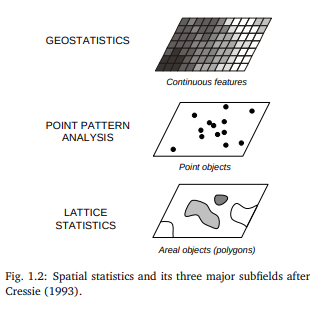 GEOSTATISTICS
Continuous features
POINT PATTERN
ANALYSIS
Point objects
LATTICE
STATISTICS
Areal objects (polygons)
Fig. 1.2: Spatial statistics and its three major subfields after
Cressie (1993).